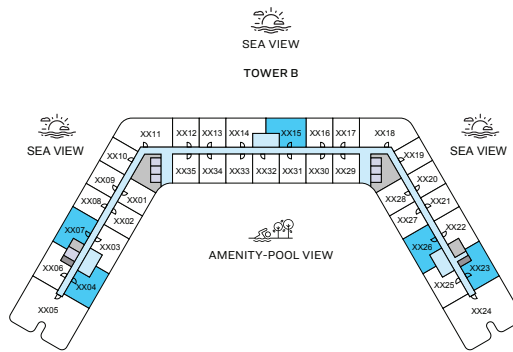 SEA VIEW
TOWER B
SEA VIEW
SEA VIEW
XX11
XX12
XX13
XX14
XX15
XX16
XX17
XX18
XX10
XX09
XX08
XX07
XX06
XX05
XX01
XX02
XX03
XX04
XX35
XX34
XX33
XX32
XX31
XX30
XX29
XX19
XX20
XX21
XX22
XX23
XX24
XX28
XX27
XX26
XX25
AMENITY-POOL VIEW